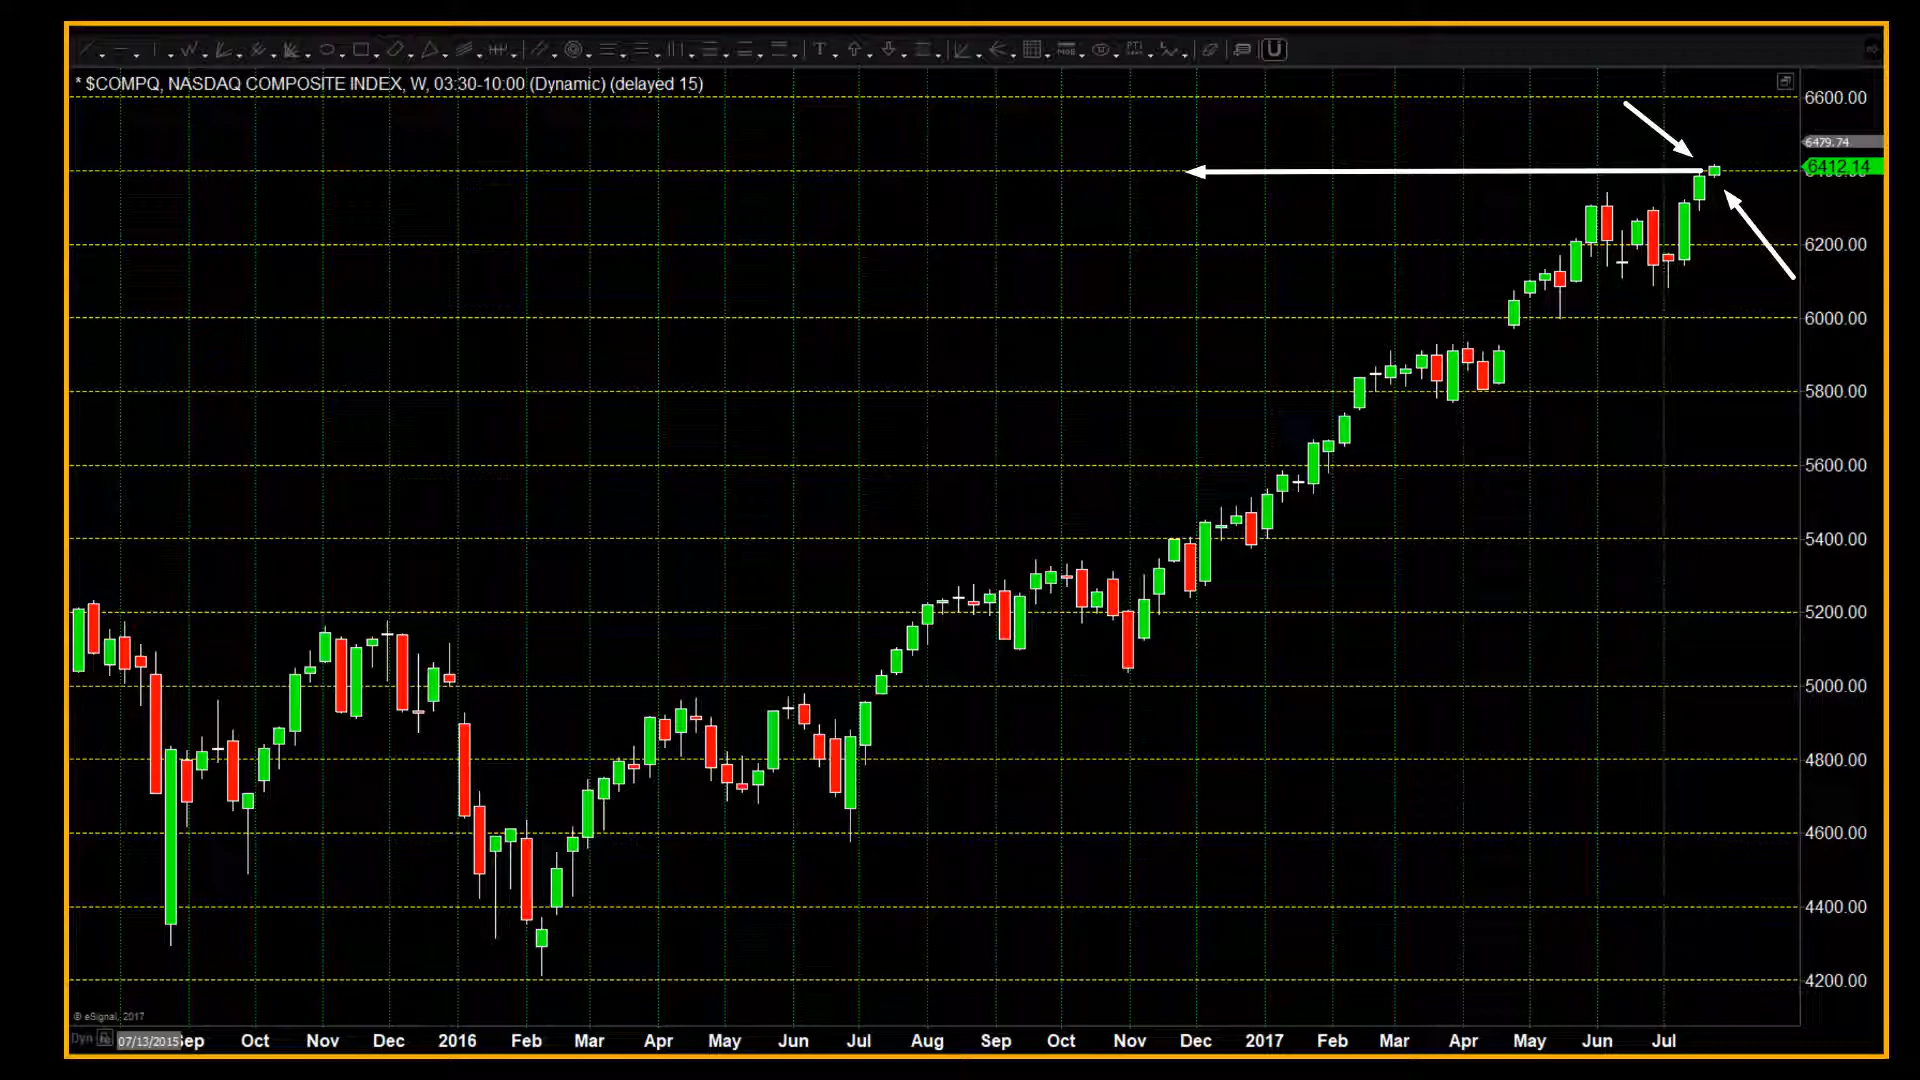 T
U
* $COMPQ, NASDAQ COMPOSITE INDEX, W, 03:30-10:00 (Dynamic) (delayed 15)
6600.00
6479.74
6412.14
6200.00
6000.00
5800.00
5600.00
5400.00
5200.00
5000.00
4800.00
4600.00
4400.00
4200.00
© eSignal, 2017
Dyn 07/13/2015 Sep Oct Nov Dec 2016 Feb Mar Apr May Jun Jul Aug Sep Oct Nov Dec 2017 Feb Mar Apr May Jun Jul